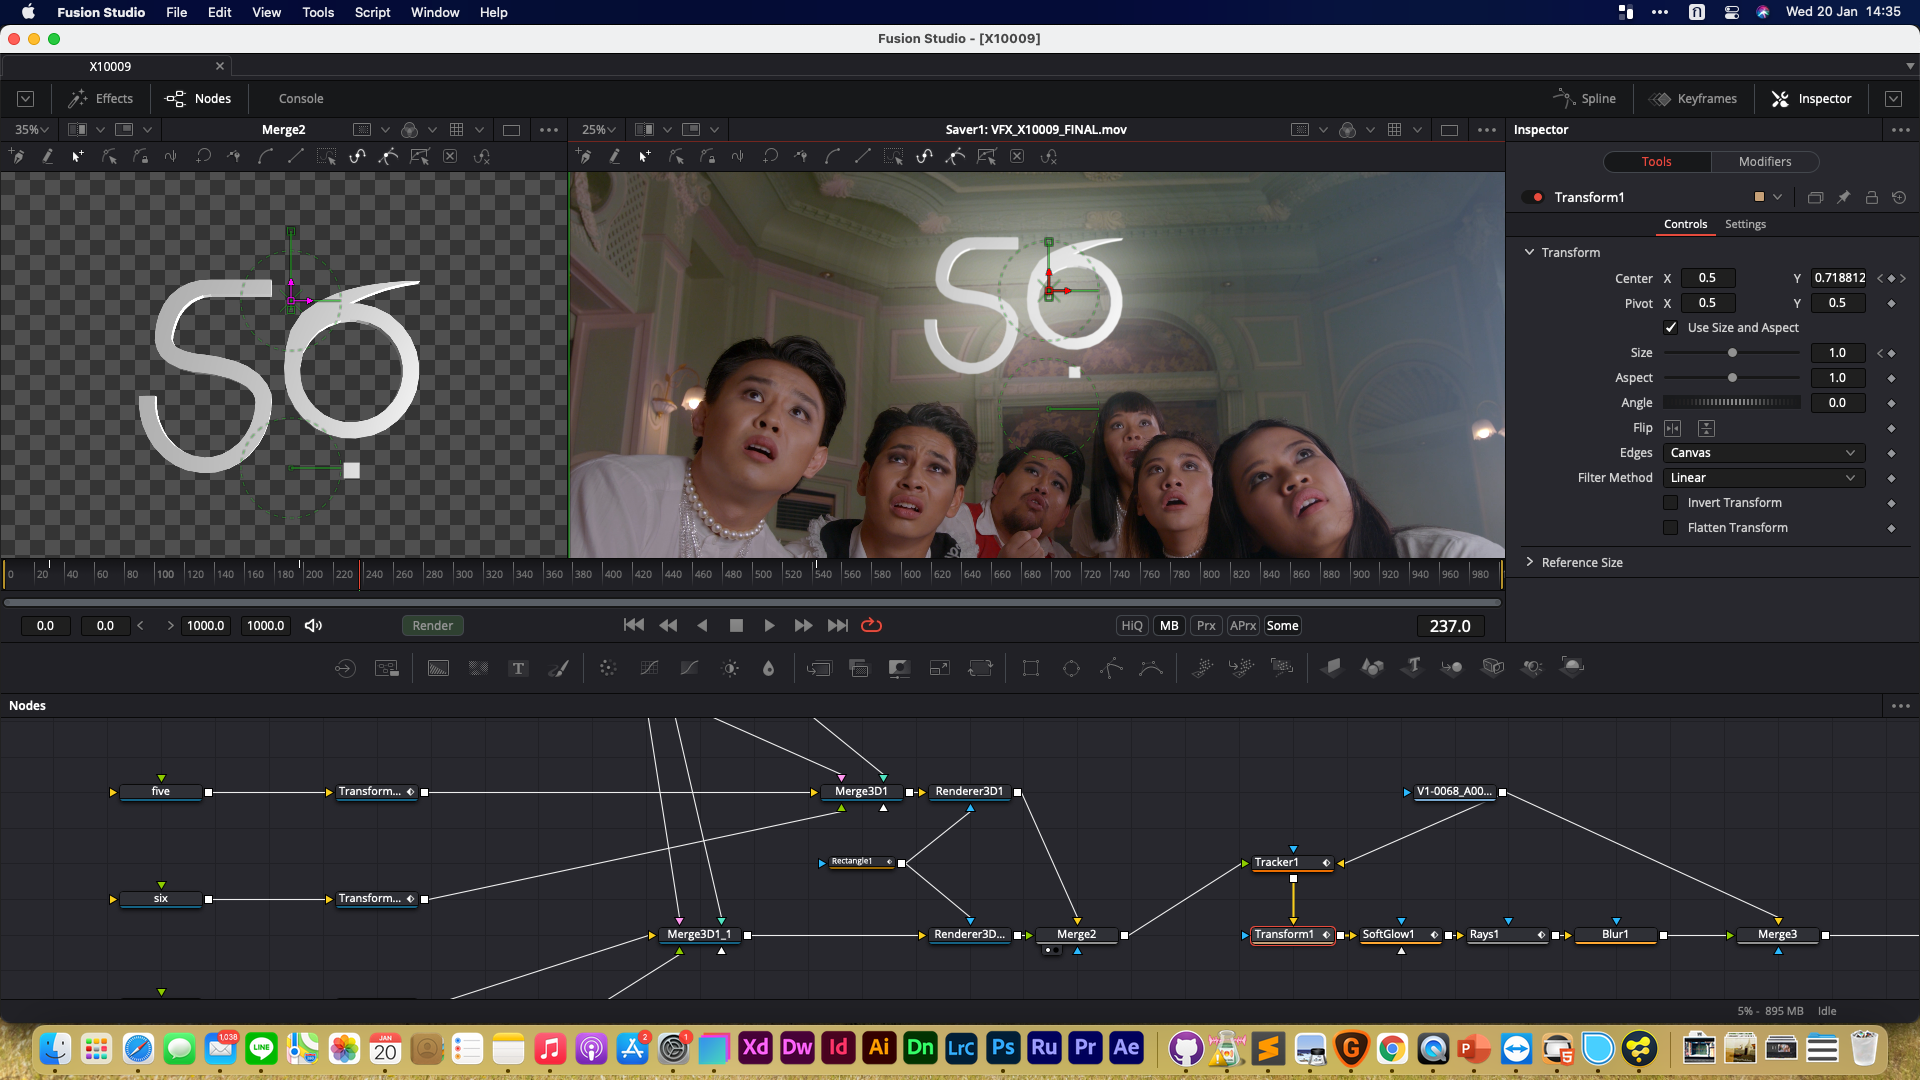 Fusion Studio File Edit View Tools Script Window Help
Wed 20 Jan 14:35
Fusion Studio - [X10009]
X10009
Effects Nodes Console Spline Keyframes Inspector
35% Merge2 25% Saver1: VFX_X10009_FINAL.mov Inspector
Tools Modifiers
Transform1
Controls Settings
Transform
Center X 0.5 Y 0.718812
Pivot X 0.5 Y 0.5
Use Size and Aspect
Size 1.0
Aspect 1.0
Angle 0.0
Flip
Edges Canvas
Filter Method Linear
Invert Transform
Flatten Transform
Reference Size
0 20 40 60 80 100 120 140 160 180 200 220 240 260 280 300 320 340 360 380 400 420 440 460 480 500 520 540 560 580 600 620 640 660 680 700 720 740 760 780 800 820 840 860 880 900 920 940 960 980
0.0 0.0 1000.0 1000.0 Render HiQ MB Prx APrx Some 237.0
Nodes
five Transform... Merge3D1 Renderer3D1 V1-0068_A00...
Rectangle1 Tracker1
six Transform...
Merge3D1_1 Renderer3D... Merge2 Transform1 SoftGlow1 Rays1 Blur1 Merge3
5% - 895 MB Idle
1,038 LINE JAN 20 2 1 Xd Dw Id Ai Dn LrC Ps Ru Pr Ae